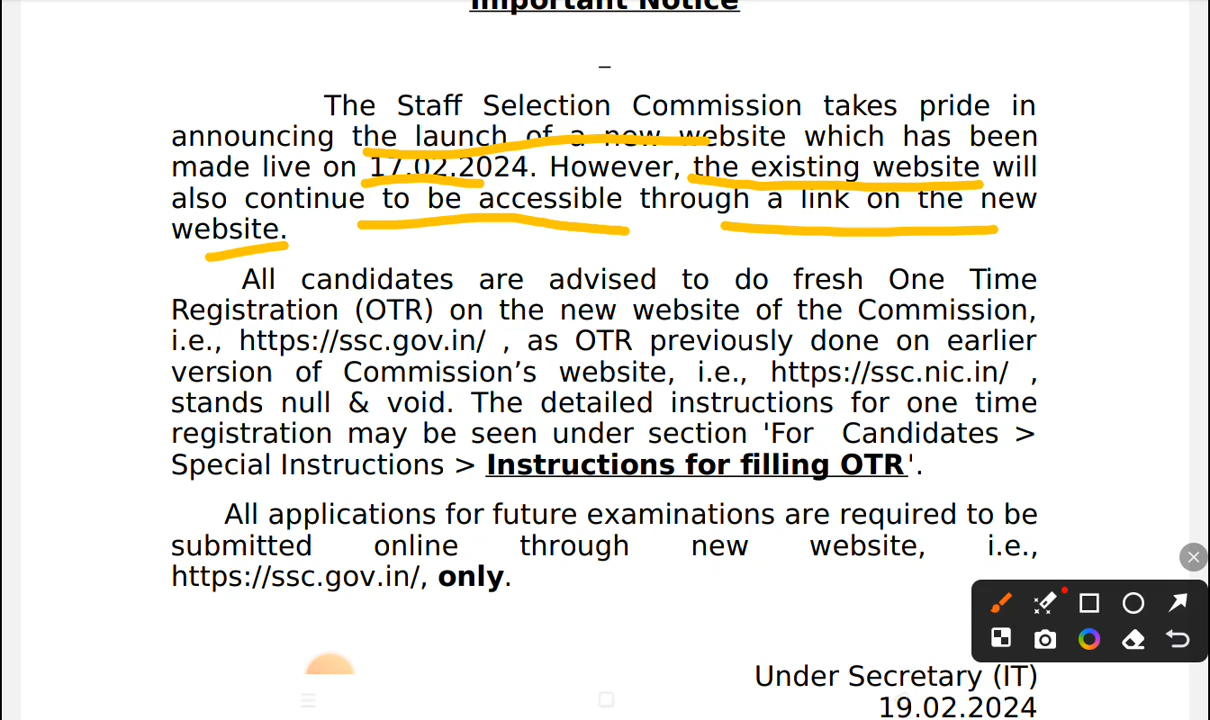 Important Notice
_
The Staff Selection Commission takes pride in
announcing the launch of a new website which has been
made live on 17.02.2024. However, the existing website will
also continue to be accessible through a link on the new
website.
All candidates are advised to do fresh One Time
Registration (OTR) on the new website of the Commission,
i.e., https://ssc.gov.in/ , as OTR previously done on earlier
version of Commission’s website, i.e., https://ssc.nic.in/ ,
stands null & void. The detailed instructions for one time
registration may be seen under section 'For Candidates >
Special Instructions > Instructions for filling OTR'.
All applications for future examinations are required to be
submitted online through new website, i.e.,
https://ssc.gov.in/, only.
Under Secretary (IT)
19.02.2024